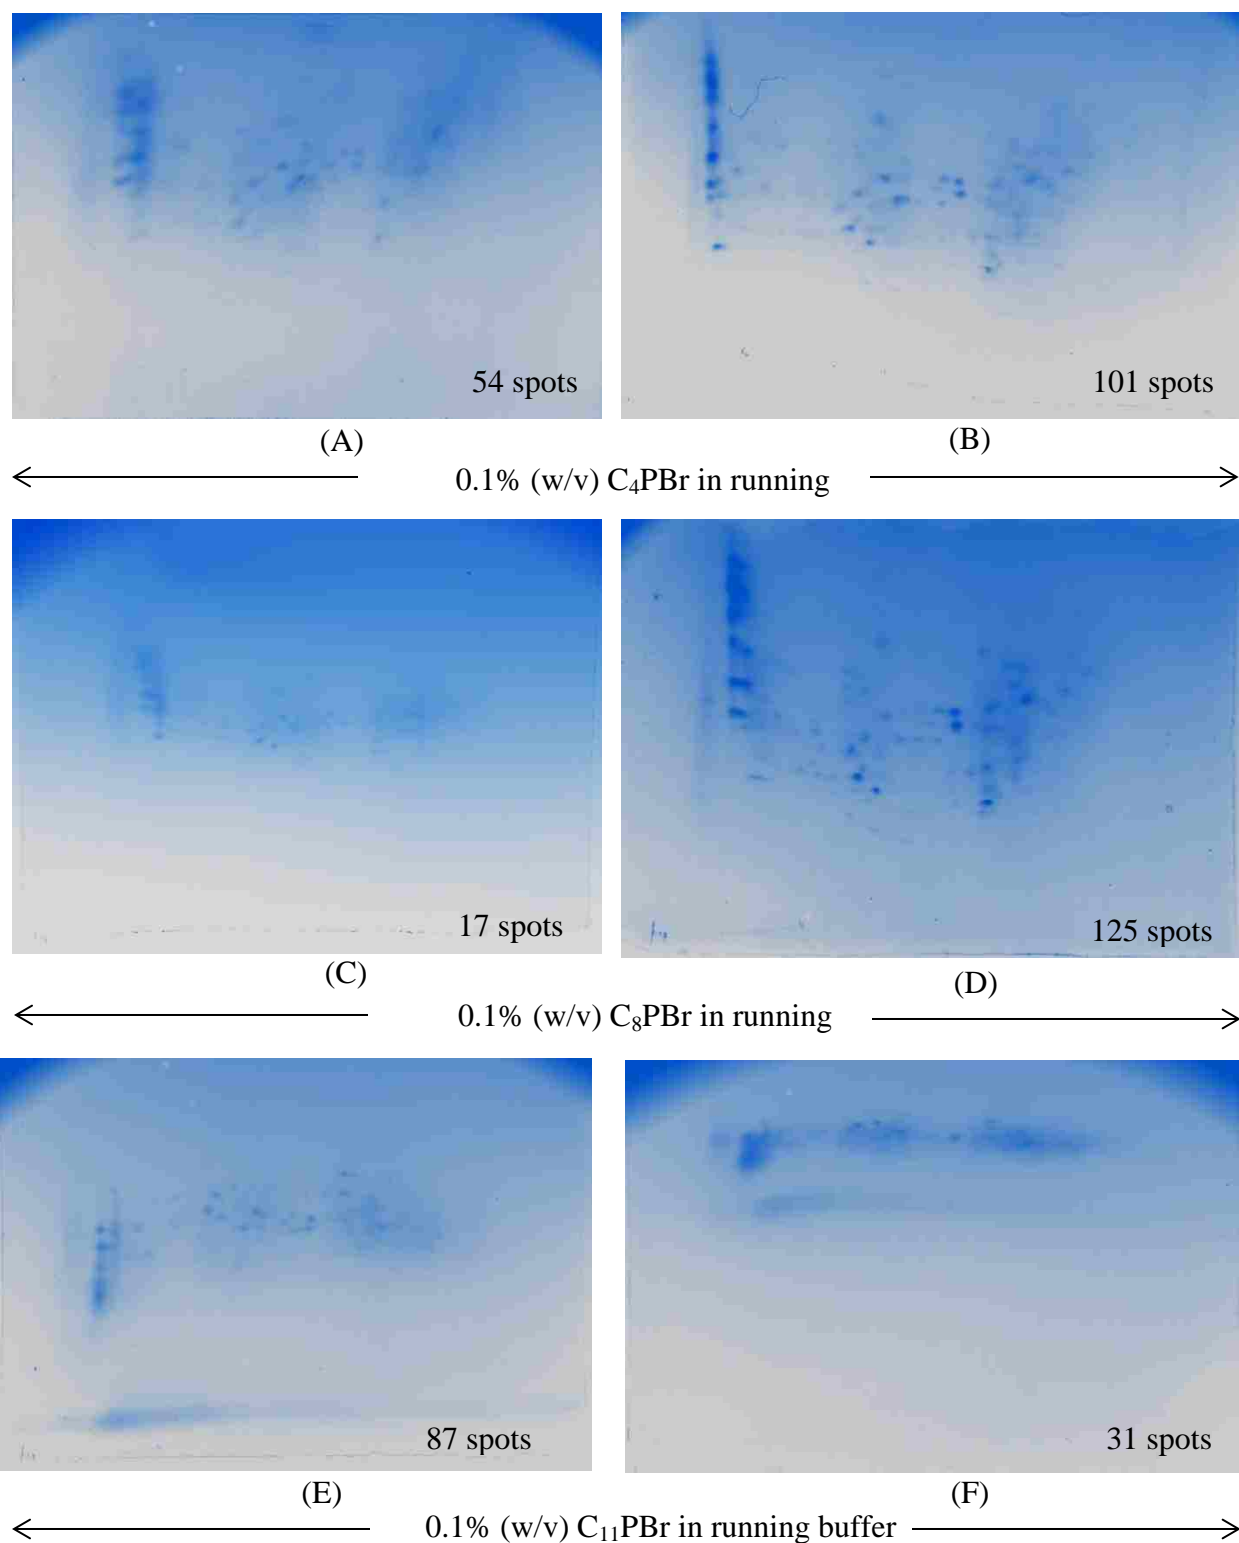 54 spots
101 spots
(A)
(B)
0.1% (w/v) C₄PBr in running
17 spots
125 spots
(C)
(D)
0.1% (w/v) C₈PBr in running
87 spots
31 spots
(E)
(F)
0.1% (w/v) C₁₁PBr in running buffer